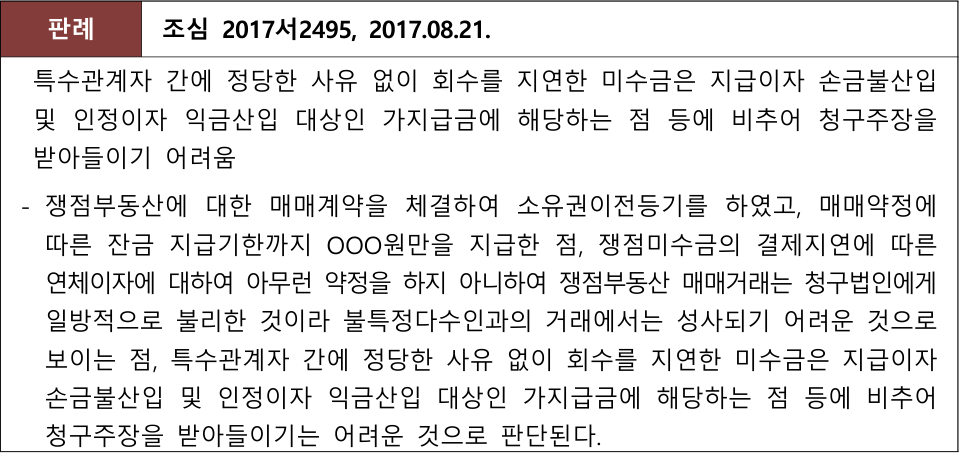 판례
조심 2017서2495, 2017.08.21.
특수관계자 간에 정당한 사유 없이 회수를 지연한 미수금은 지급이자 손금불산입
및 인정이자 익금산입 대상인 가지급금에 해당하는 점 등에 비추어 청구주장을
받아들이기 어려움
- 쟁점부동산에 대한 매매계약을 체결하여 소유권이전등기를 하였고, 매매약정에
따른 잔금 지급기한까지 OOO원만을 지급한 점, 쟁점미수금의 결제지연에 따른
연체이자에 대하여 아무런 약정을 하지 아니하여 쟁점부동산 매매거래는 청구법인에게
일방적으로 불리한 것이라 불특정다수인과의 거래에서는 성사되기 어려운 것으로
보이는 점, 특수관계자 간에 정당한 사유 없이 회수를 지연한 미수금은 지급이자
손금불산입 및 인정이자 익금산입 대상인 가지급금에 해당하는 점 등에 비추어
청구주장을 받아들이기는 어려운 것으로 판단된다.